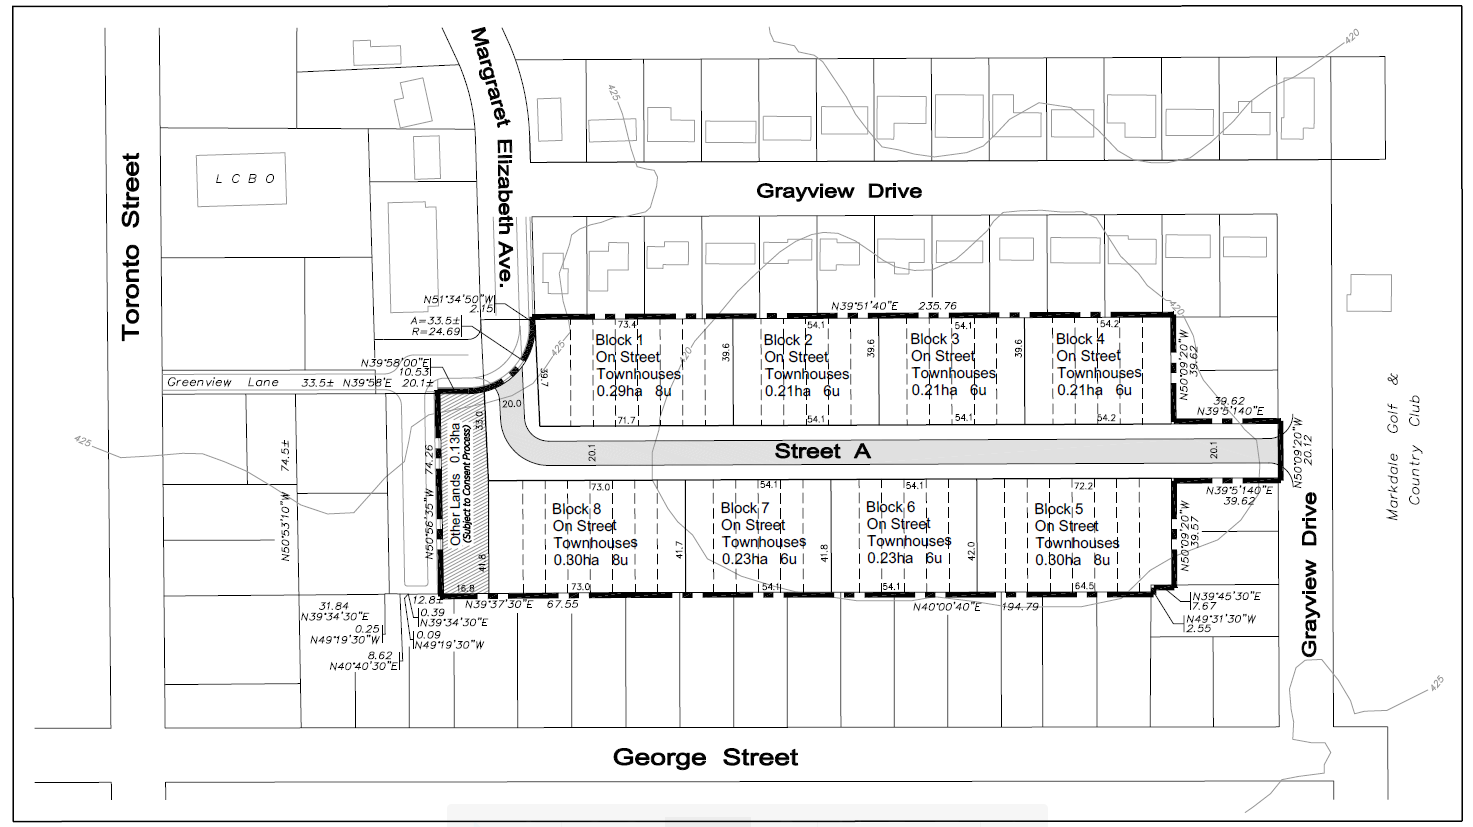 Margraret Elizabeth Ave.
420
425
Toronto Street
L C B O
Grayview Drive
N51°34'50"W
2.15
A=33.5±
R=24.69
N39°51'40"E 235.76
420
N39°58'00"E
10.53
Greenview Lane 33.5± N39°58'E 20.1±
425
73.4
54.1
54.1
54.2
Block 1
On Street
Townhouses
0.29ha 8u
39.7
71.7
39.6
Block 2
On Street
Townhouses
0.21ha 6u
54.1
39.6
420
Block 3
On Street
Townhouses
0.21ha 6u
54.1
39.6
Block 4
On Street
Townhouses
0.21ha 6u
54.2
N50°09'20"W
39.62
39.62
N39°5'140"E
N50°09'20"W
20.12
Markdale Golf &
Country Club
20.0
33.0
20.1
Street A
20.1
425
74.5±
N50°53'10"W
74.26
N50°56'35"W
Other Lands 0.13ha
(Subject to Consent Process)
41.8
16.8
73.0
54.1
54.1
72.2
Block 8
On Street
Townhouses
0.30ha 8u
73.0
41.7
Block 7
On Street
Townhouses
0.23ha 6u
54.1
41.8
Block 6
On Street
Townhouses
0.23ha 6u
54.1
42.0
Block 5
On Street
Townhouses
0.30ha 8u
64.5
N39°5'140"E
39.62
N50°09'20"W
39.57
Grayview Drive
N39°37'30"E 67.55
N40°00'40"E 194.79
N39°45'30"E
7.67
N49°31'30"W
2.55
31.84
N39°34'30"E
0.25
N49°19'30"W
8.62
N40°40'30"E
12.8±
0.39
N39°34'30"E
0.09
N49°19'30"W
425
George Street